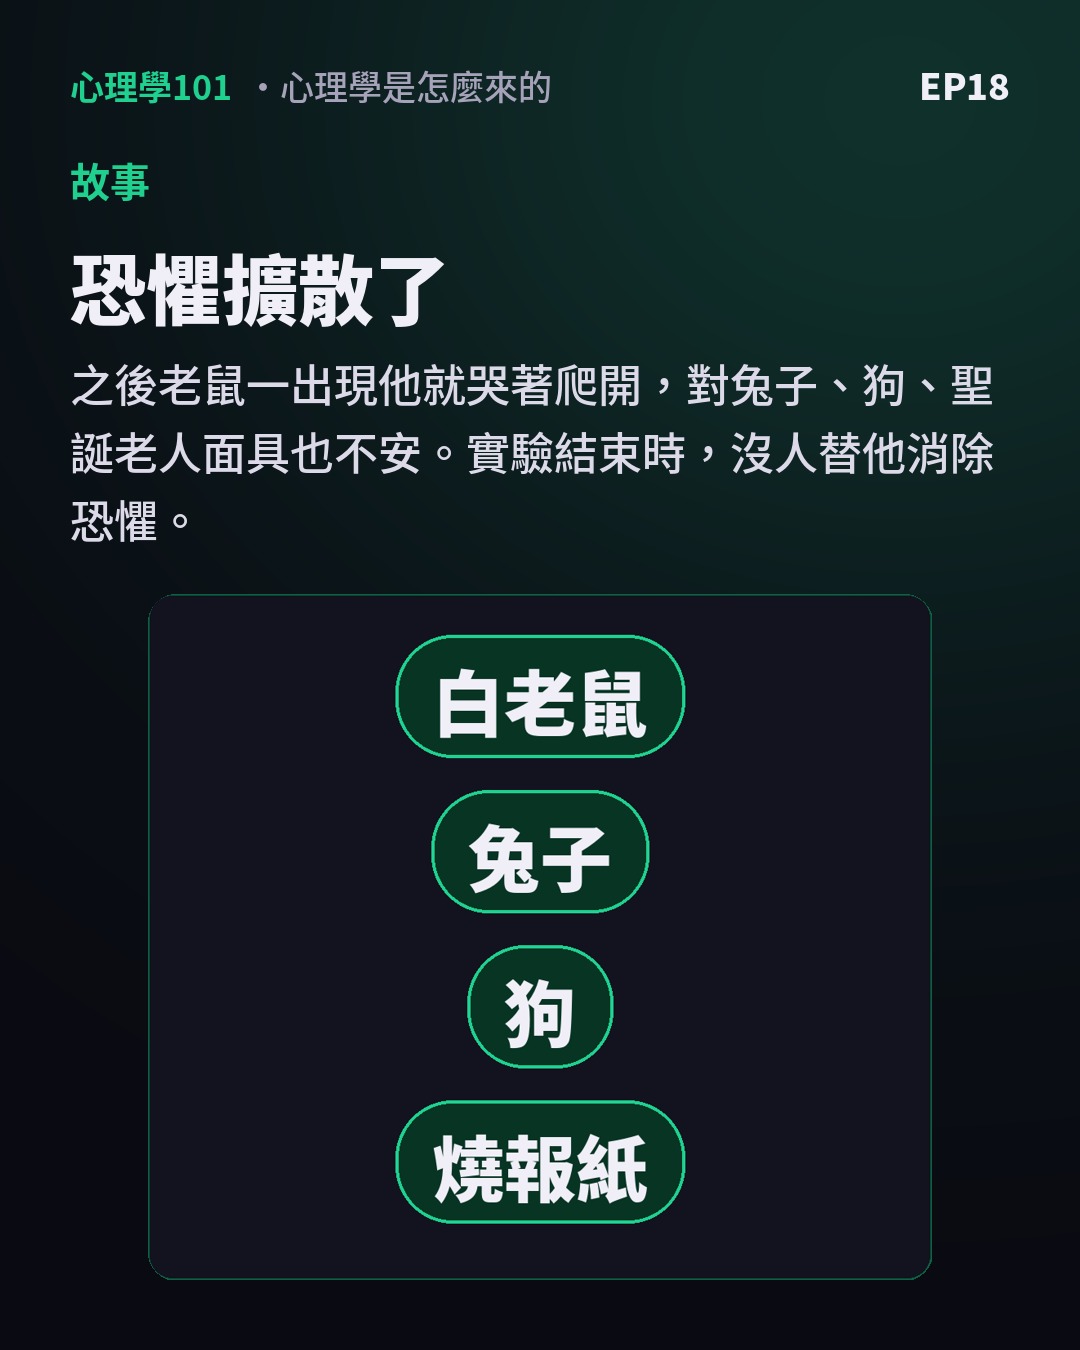 心理學101 ・心理學是怎麼來的 EP18
故事
恐懼擴散了
之後老鼠一出現他就哭著爬開，對兔子、狗、聖
誕老人面具也不安。實驗結束時，沒人替他消除
恐懼。
白老鼠
兔子
狗
燒報紙